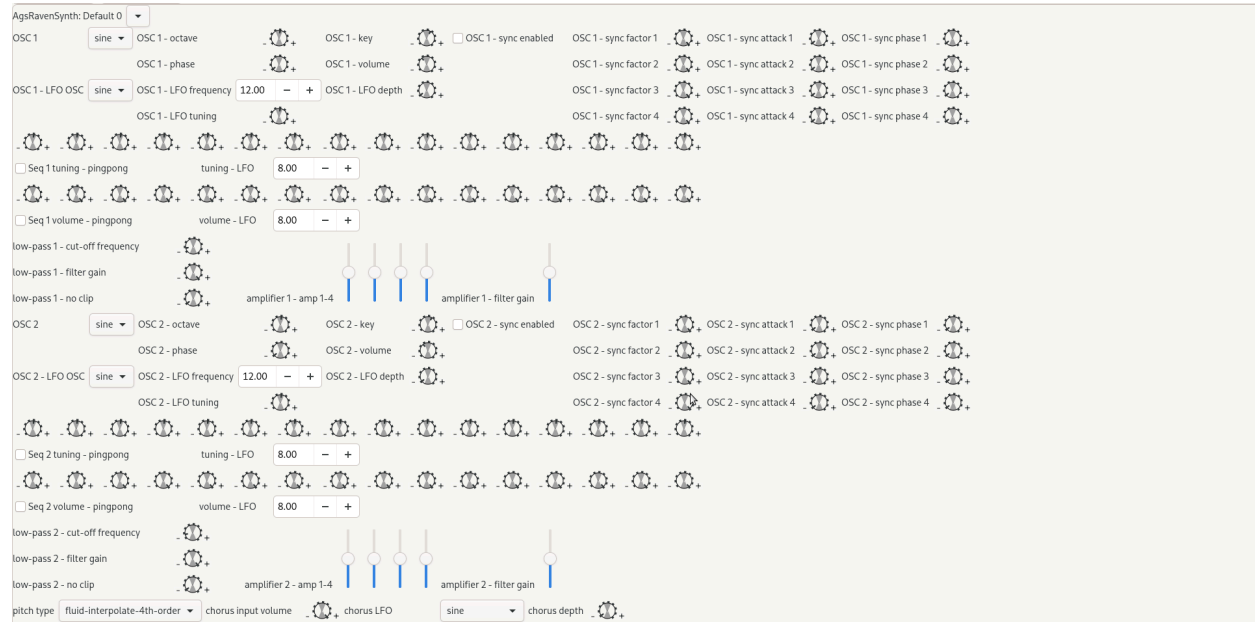 AgsRavenSynth: Default 0
OSC 1 sine OSC 1 - octave OSC 1 - key OSC 1 - sync enabled OSC 1 - sync factor 1 OSC 1 - sync attack 1 OSC 1 - sync phase 1
OSC 1 - phase OSC 1 - volume OSC 1 - sync factor 2 OSC 1 - sync attack 2 OSC 1 - sync phase 2
OSC 1 - LFO OSC sine OSC 1 - LFO frequency 12.00 − + OSC 1 - LFO depth OSC 1 - sync factor 3 OSC 1 - sync attack 3 OSC 1 - sync phase 3
OSC 1 - LFO tuning OSC 1 - sync factor 4 OSC 1 - sync attack 4 OSC 1 - sync phase 4
Seq 1 tuning - pingpong tuning - LFO 8.00 − +
Seq 1 volume - pingpong volume - LFO 8.00 − +
low-pass 1 - cut-off frequency
low-pass 1 - filter gain
low-pass 1 - no clip amplifier 1 - amp 1-4 amplifier 1 - filter gain
OSC 2 sine OSC 2 - octave OSC 2 - key OSC 2 - sync enabled OSC 2 - sync factor 1 OSC 2 - sync attack 1 OSC 2 - sync phase 1
OSC 2 - phase OSC 2 - volume OSC 2 - sync factor 2 OSC 2 - sync attack 2 OSC 2 - sync phase 2
OSC 2 - LFO OSC sine OSC 2 - LFO frequency 12.00 − + OSC 2 - LFO depth OSC 2 - sync factor 3 OSC 2 - sync attack 3 OSC 2 - sync phase 3
OSC 2 - LFO tuning OSC 2 - sync factor 4 OSC 2 - sync attack 4 OSC 2 - sync phase 4
Seq 2 tuning - pingpong tuning - LFO 8.00 − +
Seq 2 volume - pingpong volume - LFO 8.00 − +
low-pass 2 - cut-off frequency
low-pass 2 - filter gain
low-pass 2 - no clip amplifier 2 - amp 1-4 amplifier 2 - filter gain
pitch type fluid-interpolate-4th-order chorus input volume chorus LFO sine chorus depth